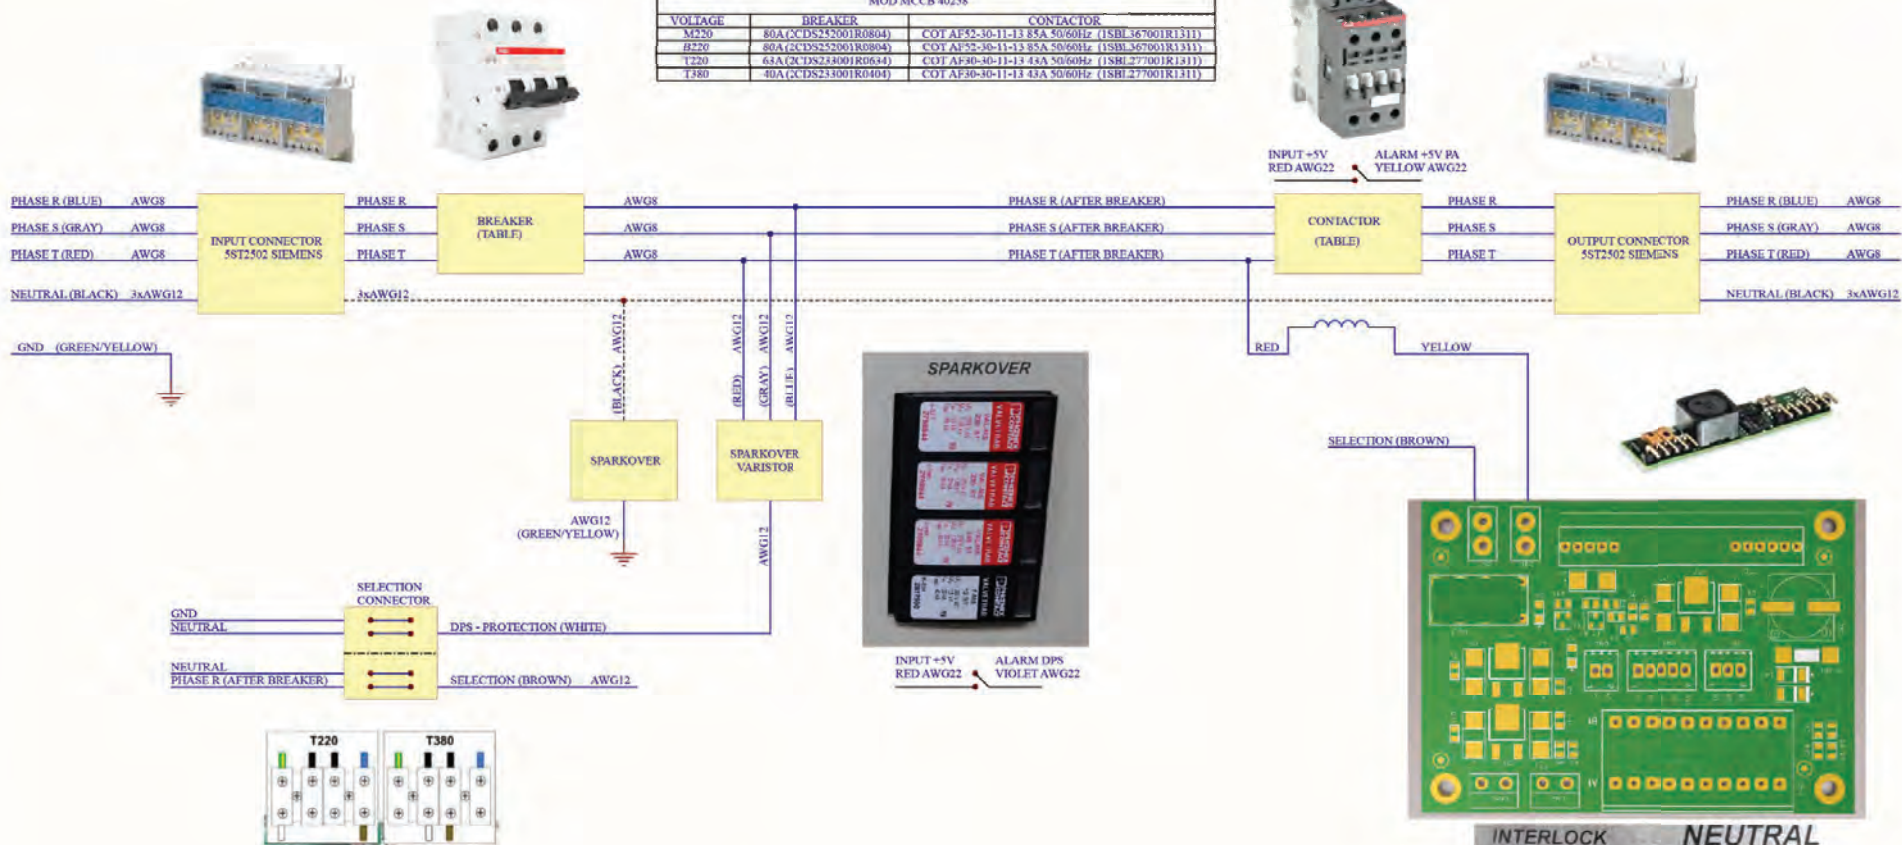 MOD MCCB 40258
VOLTAGE BREAKER CONTACTOR
M220 80A (2CDS252001R0804) COT AF52-30-11-13 85A 50/60Hz (1SBL367001R1311)
B220 80A (2CDS252001R0804) COT AF52-30-11-13 85A 50/60Hz (1SBL367001R1311)
T220 63A (2CDS233001R0634) COT AF30-30-11-13 43A 50/60Hz (1SBL277001R1311)
T380 40A (2CDS233001R0404) COT AF30-30-11-13 43A 50/60Hz (1SBL277001R1311)
INPUT +5V
RED AWG22
ALARM +5V PA
YELLOW AWG22
PHASE R (BLUE) AWG8
PHASE S (GRAY) AWG8
PHASE T (RED) AWG8
NEUTRAL (BLACK) 3xAWG12
GND (GREEN/YELLOW)
INPUT CONNECTOR
5ST2502 SIEMENS
PHASE R
PHASE S
PHASE T
3xAWG12
BREAKER
(TABLE)
AWG8
AWG8
AWG8
PHASE R (AFTER BREAKER)
PHASE S (AFTER BREAKER)
PHASE T (AFTER BREAKER)
CONTACTOR
(TABLE)
PHASE R
PHASE S
PHASE T
OUTPUT CONNECTOR
5ST2502 SIEMENS
PHASE R (BLUE) AWG8
PHASE S (GRAY) AWG8
PHASE T (RED) AWG8
NEUTRAL (BLACK) 3xAWG12
(BLACK) AWG12
(RED) AWG12
(GRAY) AWG12
(BLUE) AWG12
RED
YELLOW
SPARKOVER
SPARKOVER
VARISTOR
AWG12
(GREEN/YELLOW)
AWG12
SPARKOVER
SELECTION (BROWN)
SELECTION
CONNECTOR
GND
NEUTRAL
DPS - PROTECTION (WHITE)
NEUTRAL
PHASE R (AFTER BREAKER)
SELECTION (BROWN) AWG12
INPUT +5V
RED AWG22
ALARM DPS
VIOLET AWG22
T220
T380
INTERLOCK
NEUTRAL